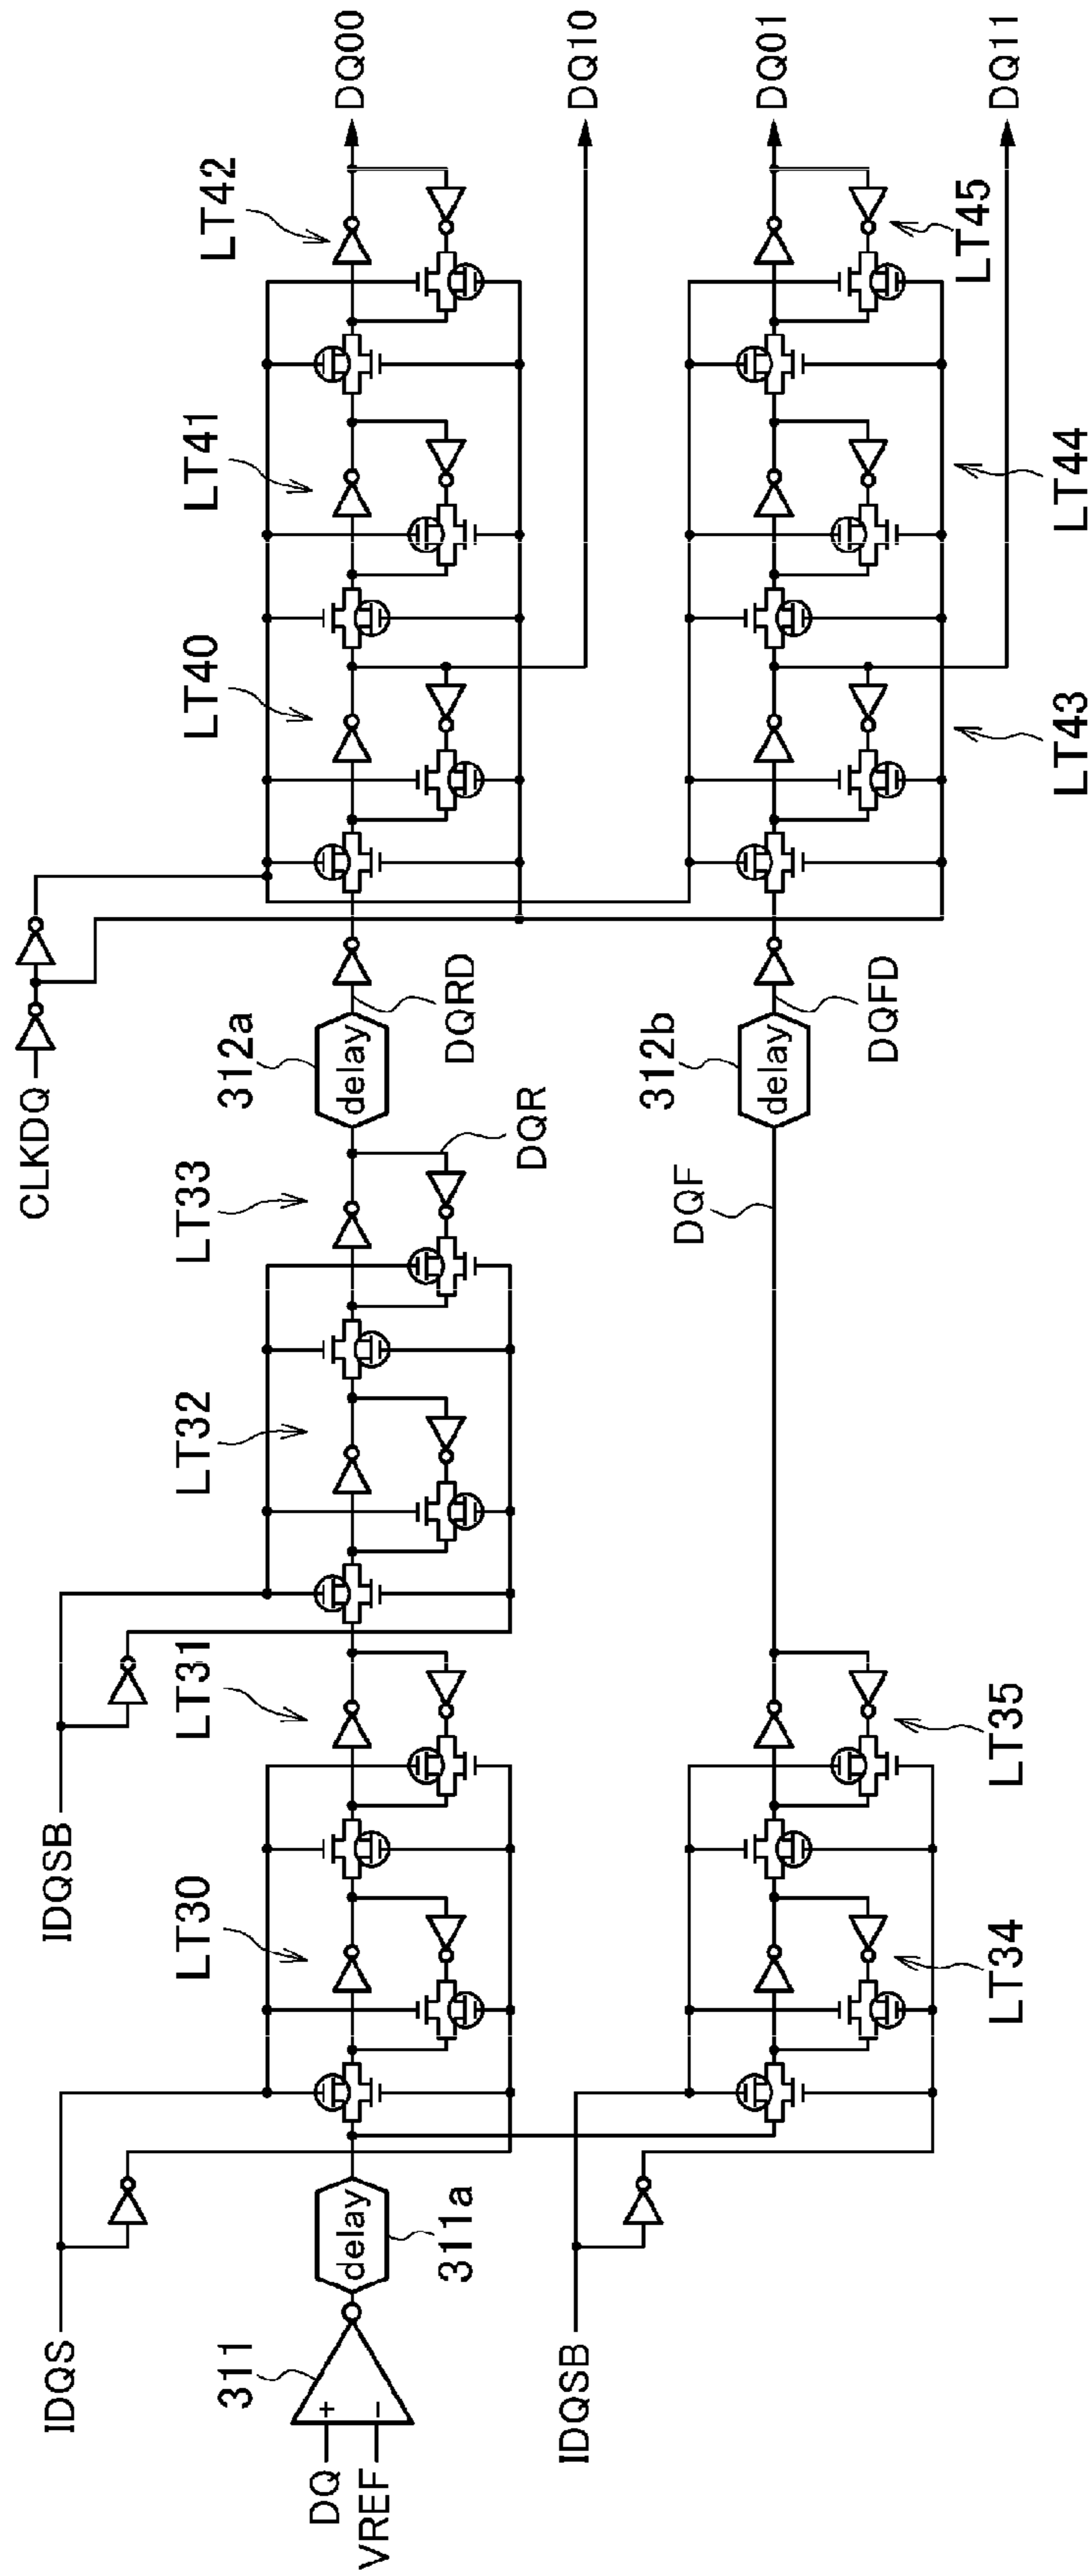 IDQS
DQ
VREF
+
-
311
delay
311a
IDQSB
LT30
LT31
LT34
LT35
IDQSB
LT32
LT33
DQR
DQF
CLKDQ
312a
delay
DQRD
312b
delay
DQFD
LT40
LT41
LT42
LT43
LT44
LT45
DQ00
DQ10
DQ01
DQ11